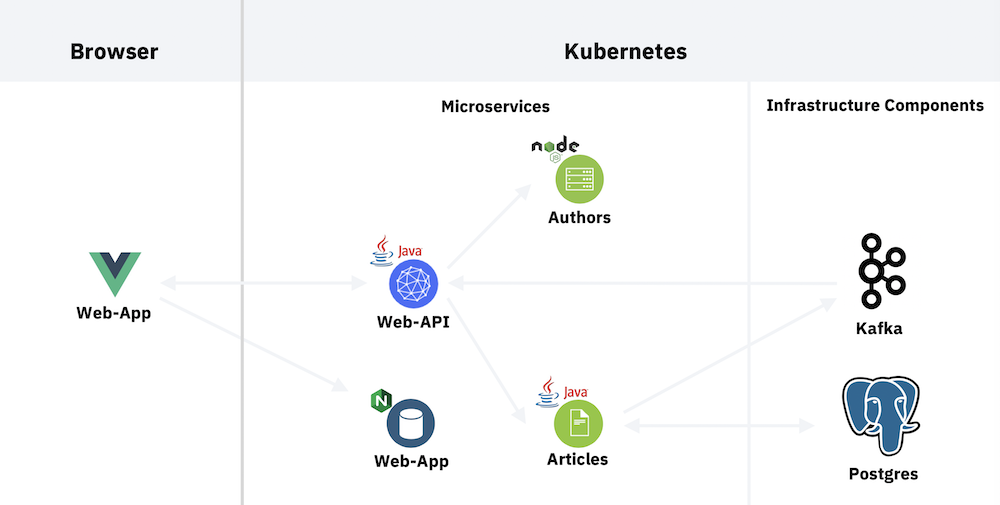 Browser
Kubernetes
Microservices
Infrastructure Components
node
JS
Authors
Java
Web-App
Web-API
Kafka
N
Java
Web-App
Articles
Postgres